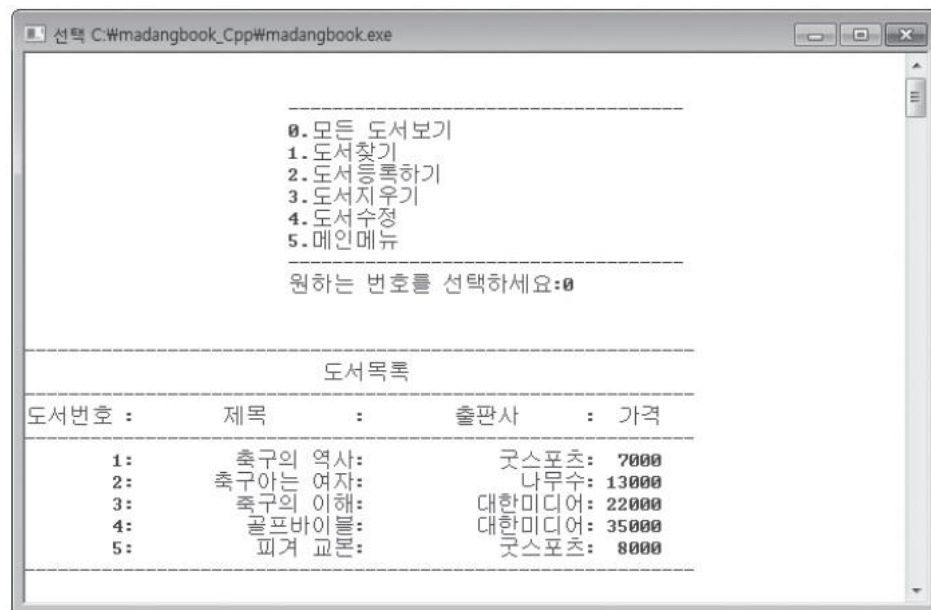 선택 C:₩madangbook_Cpp₩madangbook.exe
0.모든 도서보기
1.도서찾기
2.도서등록하기
3.도서지우기
4.도서수정
5.메인메뉴
원하는 번호를 선택하세요:0
도서목록
도서번호 : 제목 : 출판사 : 가격
1: 축구의 역사: 굿스포츠: 7000
2: 축구아는 여자: 나무수: 13000
3: 축구의 이해: 대한미디어: 22000
4: 골프바이블: 대한미디어: 35000
5: 피겨 교본: 굿스포츠: 8000